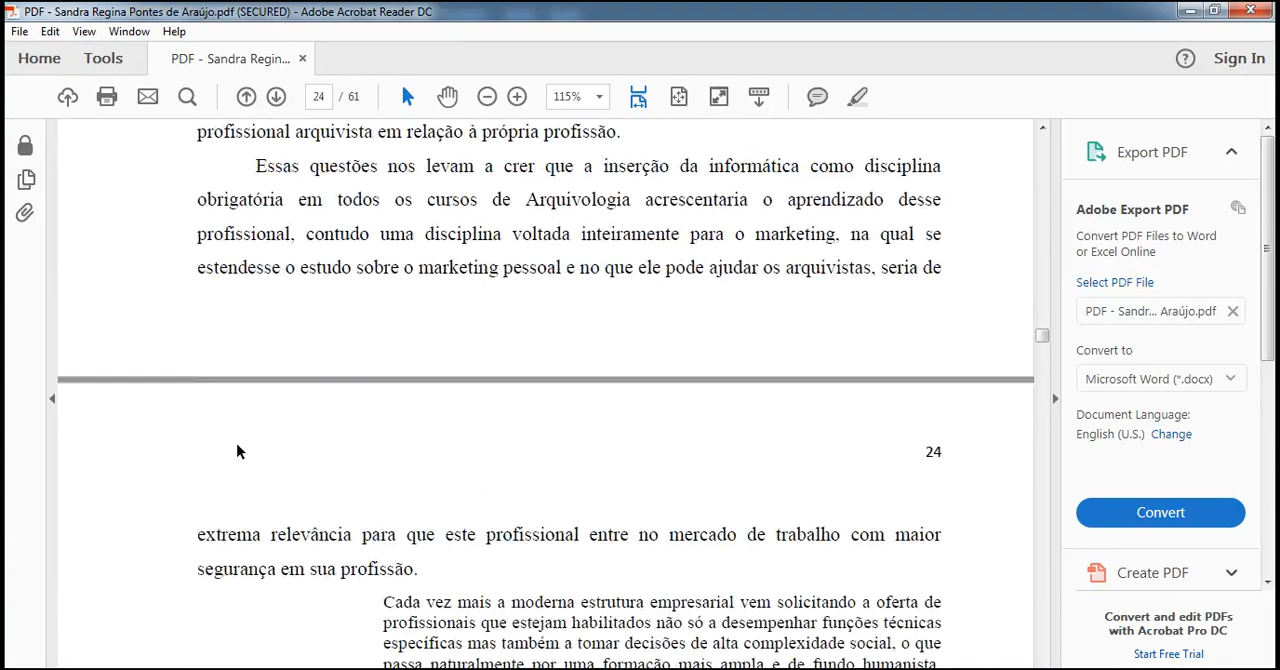 PDF - Sandra Regina Pontes de Araújo.pdf (SECURED) - Adobe Acrobat Reader DC
File Edit View Window Help
Home Tools PDF - Sandra Regin... × Sign In
24 / 61 115%
profissional arquivista em relação à própria profissão.
Essas questões nos levam a crer que a inserção da informática como disciplina
obrigatória em todos os cursos de Arquivologia acrescentaria o aprendizado desse
profissional, contudo uma disciplina voltada inteiramente para o marketing, na qual se
estendesse o estudo sobre o marketing pessoal e no que ele pode ajudar os arquivistas, seria de
24
extrema relevância para que este profissional entre no mercado de trabalho com maior
segurança em sua profissão.
Cada vez mais a moderna estrutura empresarial vem solicitando a oferta de
profissionais que estejam habilitados não só a desempenhar funções técnicas
específicas mas também a tomar decisões de alta complexidade social, o que
passa naturalmente por uma formação mais ampla e de fundo humanista.
Export PDF
Adobe Export PDF
Convert PDF Files to Word
or Excel Online
Select PDF File
PDF - Sandr... Araújo.pdf
Convert to
Microsoft Word (*.docx)
Document Language:
English (U.S.) Change
Convert
Create PDF
Convert and edit PDFs
with Acrobat Pro DC
Start Free Trial